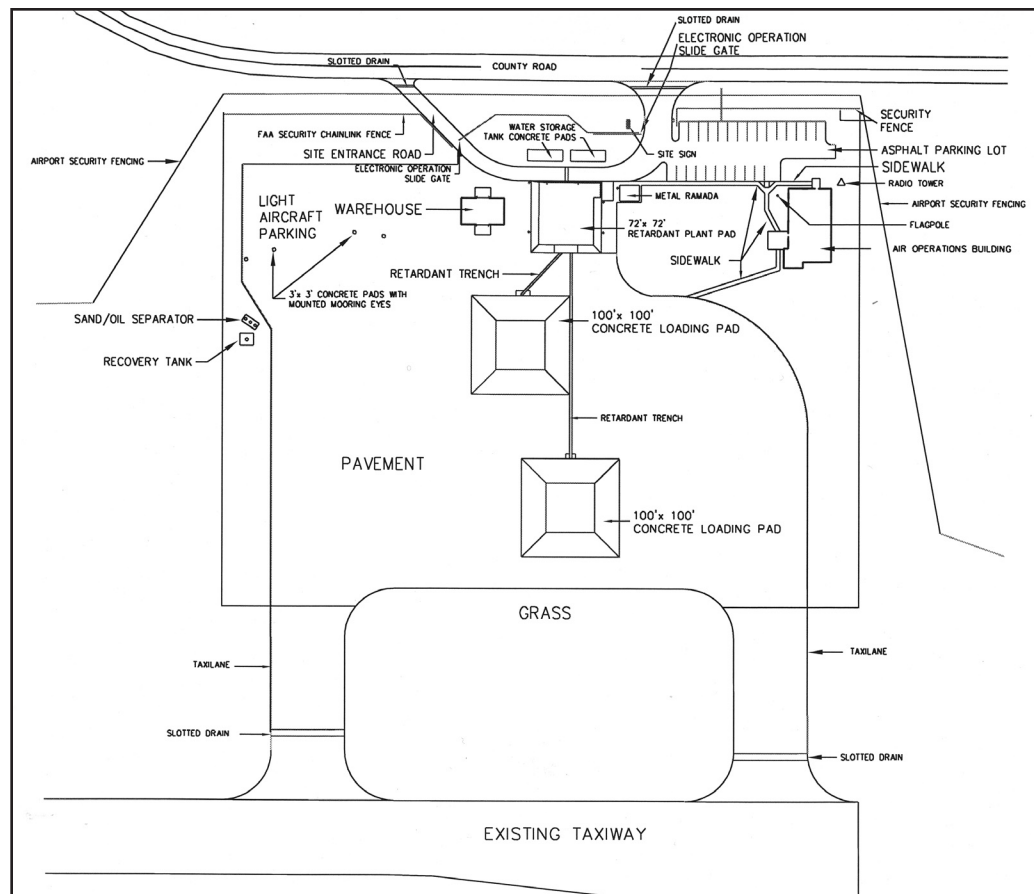 SLOTTED DRAIN
ELECTRONIC OPERATION
SLIDE GATE
SLOTTED DRAIN
COUNTY ROAD
FAA SECURITY CHAINLINK FENCE
WATER STORAGE
TANK CONCRETE PADS
SECURITY
FENCE
SITE ENTRANCE ROAD
SITE SIGN
ASPHALT PARKING LOT
AIRPORT SECURITY FENCING
ELECTRONIC OPERATION
SLIDE GATE
SIDEWALK
RADIO TOWER
METAL RAMADA
LIGHT
AIRCRAFT
PARKING
WAREHOUSE
AIRPORT SECURITY FENCING
72'x 72'
RETARDANT PLANT PAD
FLAGPOLE
AIR OPERATIONS BUILDING
SIDEWALK
RETARDANT TRENCH
3'x 3' CONCRETE PADS WITH
MOUNTED MOORING EYES
SAND/OIL SEPARATOR
100'x 100'
CONCRETE LOADING PAD
RECOVERY TANK
RETARDANT TRENCH
PAVEMENT
100'x 100'
CONCRETE LOADING PAD
GRASS
TAXILANE
TAXILANE
SLOTTED DRAIN
SLOTTED DRAIN
EXISTING TAXIWAY